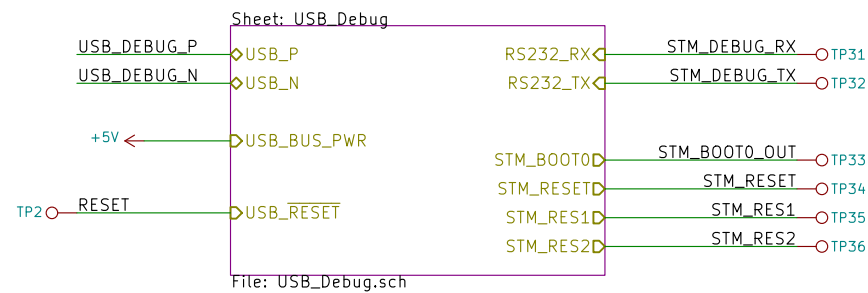 Sheet: USB_Debug
USB_DEBUG_P USB_P RS232_RX STM_DEBUG_RX TP31
USB_DEBUG_N USB_N RS232_TX STM_DEBUG_TX TP32
+5V USB_BUS_PWR
STM_BOOT0 STM_BOOT0_OUT TP33
STM_RESET STM_RESET TP34
TP2 RESET USB_RESET STM_RES1 STM_RES1 TP35
STM_RES2 STM_RES2 TP36
File: USB_Debug.sch